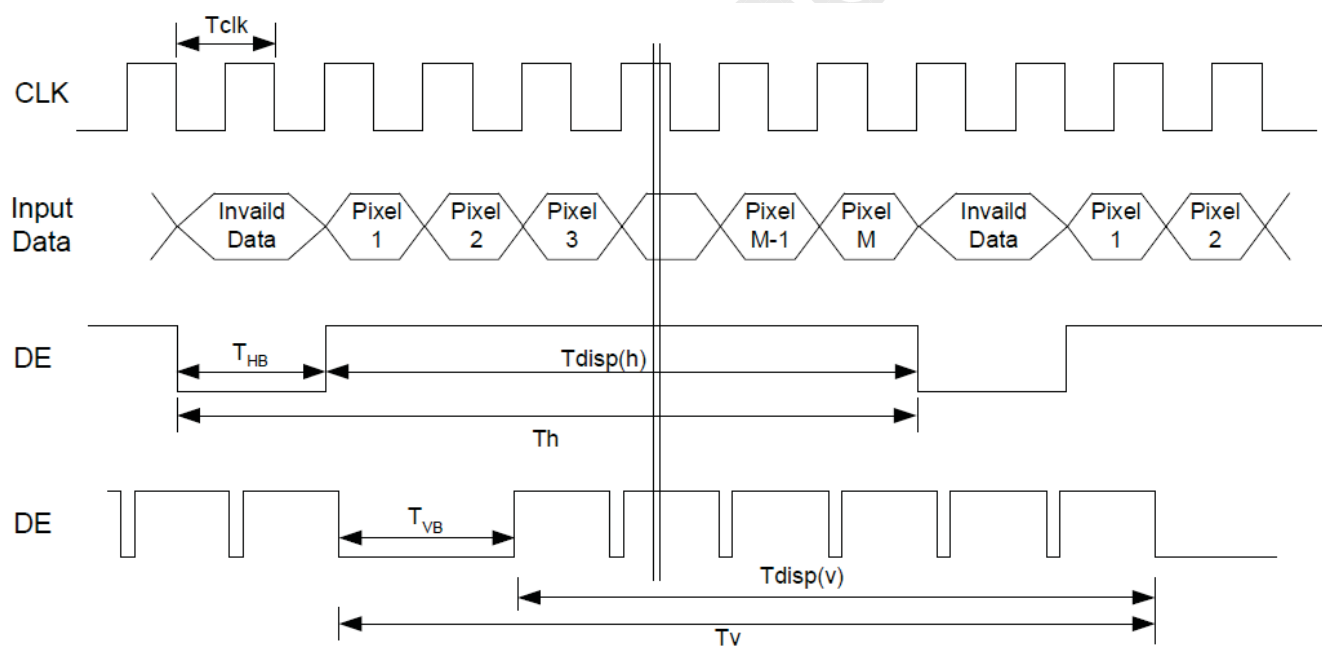 Tclk
CLK
Input
Data
Invaild
Data
Pixel
1
Pixel
2
Pixel
3
Pixel
M-1
Pixel
M
Invaild
Data
Pixel
1
Pixel
2
DE
THB
Tdisp(h)
Th
DE
TVB
Tdisp(v)
Tv